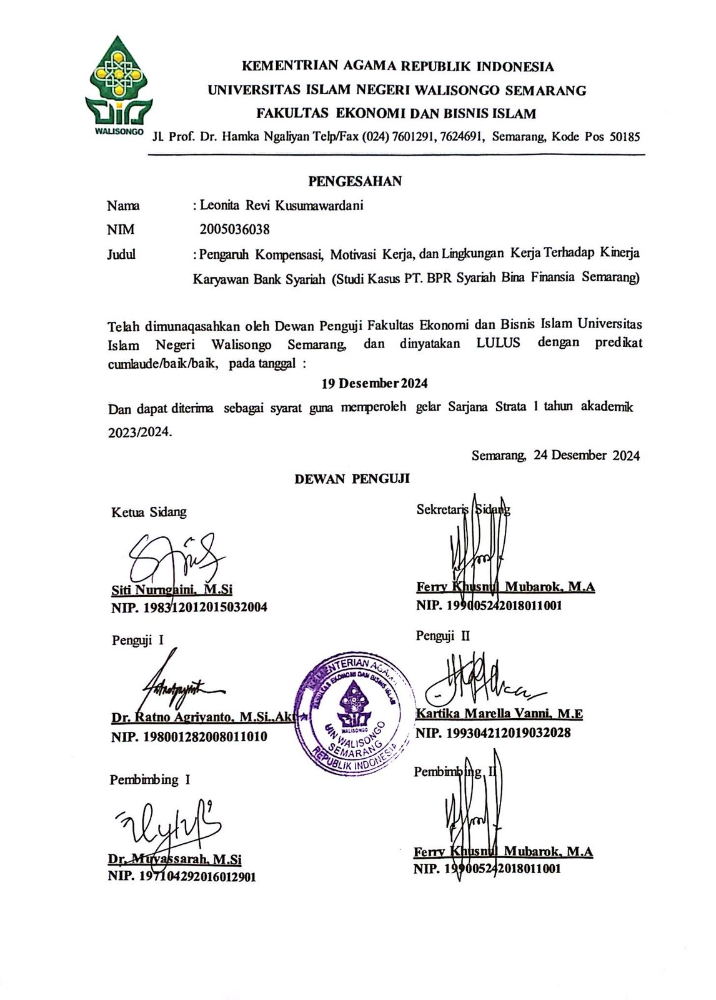 WALISONGO
KEMENTRIAN AGAMA REPUBLIK INDONESIA
UNIVERSITAS ISLAM NEGERI WALISONGO SEMARANG
FAKULTAS EKONOMI DAN BISNIS ISLAM
Jl. Prof. Dr. Hamka Ngaliyan Telp/Fax (024) 7601291, 7624691, Semarang, Kode Pos 50185
PENGESAHAN
Nama : Leonita Revi Kusumawardani
NIM 2005036038
Judul : Pengaruh Kompensasi, Motivasi Kerja, dan Lingkungan Kerja Terhadap Kinerja
Karyawan Bank Syariah (Studi Kasus PT. BPR Syariah Bina Finansia Semarang)
Telah dimunaqasahkan oleh Dewan Penguji Fakultas Ekonomi dan Bisnis Islam Universitas
Islam Negeri Walisongo Semarang, dan dinyatakan LULUS dengan predikat
cumlaude/baik/baik, pada tanggal :
19 Desember 2024
Dan dapat diterima sebagai syarat guna memperoleh gelar Sarjana Strata 1 tahun akademik
2023/2024.
Semarang, 24 Desember 2024
DEWAN PENGUJI
Ketua Sidang Sekretaris Sidang
Siti Nurngaini, M.Si Ferry Khusnul Mubarok, M.A
NIP. 198312012015032004 NIP. 199005242018011001
Penguji I Penguji II
KEMENTERIAN AGAMA
FAKULTAS EKONOMI DAN BISNIS ISLAM
WALISONGO
UIN WALISONGO
SEMARANG
REPUBLIK INDONESIA
Dr. Ratno Agriyanto, M.Si.,Akt Kartika Marella Vanni, M.E
NIP. 198001282008011010 NIP. 199304212019032028
Pembimbing I Pembimbing II
Dr. Muyassarah, M.Si Ferry Khusnul Mubarok, M.A
NIP. 197104292016012901 NIP. 199005242018011001